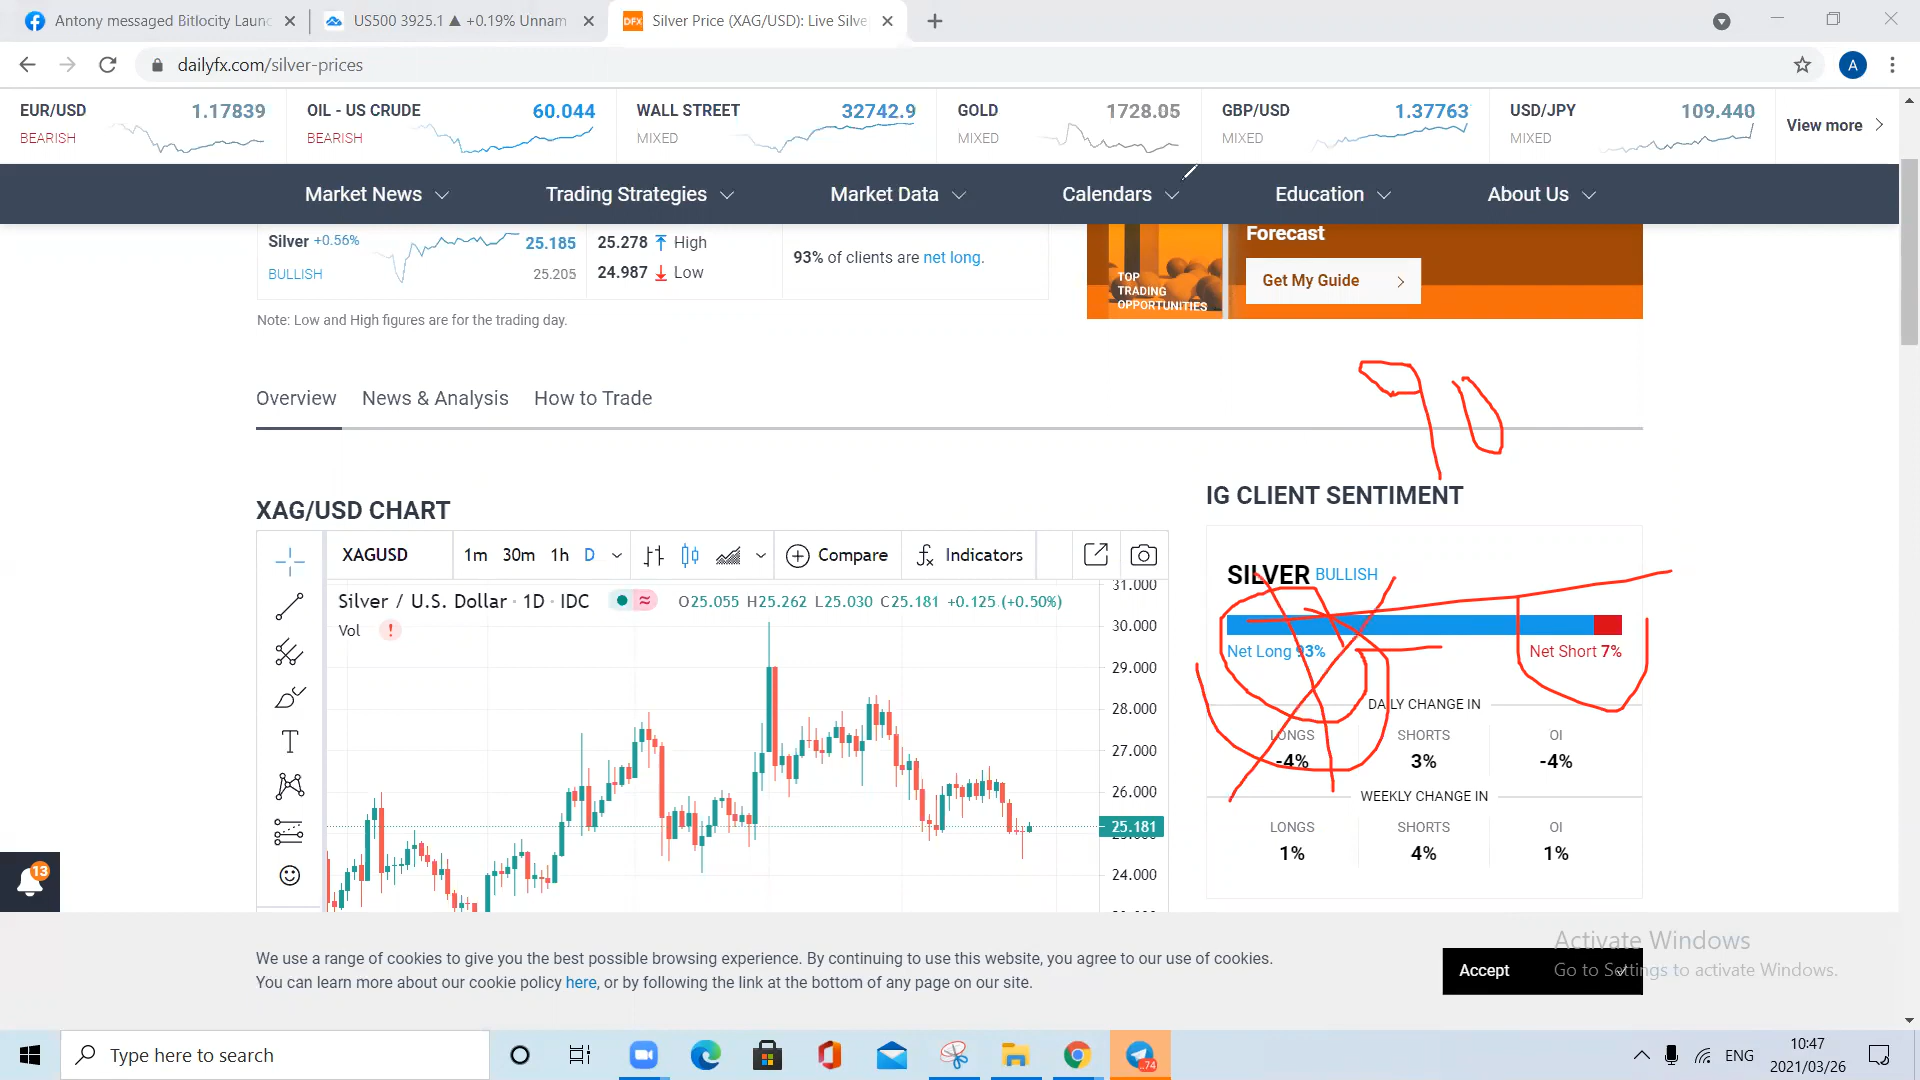 Antony messaged Bitlocity Laun
US500 3925.1 ▲ +0.19% Unnam
DFX Silver Price (XAG/USD): Live Silve
dailyfx.com/silver-prices
A
EUR/USD 1.17839
BEARISH
OIL - US CRUDE 60.044
BEARISH
WALL STREET 32742.9
MIXED
GOLD 1728.05
MIXED
GBP/USD 1.37763
MIXED
USD/JPY 109.440
MIXED
View more
Market News Trading Strategies Market Data Calendars Education About Us
Silver +0.56% 25.185
BULLISH 25.205
25.278 High
24.987 Low
93% of clients are net long.
TOP
TRADING
OPPORTUNITIES
Forecast
Get My Guide
Note: Low and High figures are for the trading day.
90
Overview News & Analysis How to Trade
XAG/USD CHART
XAGUSD 1m 30m 1h D Compare Indicators
Silver / U.S. Dollar · 1D · IDC O25.055 H25.262 L25.030 C25.181 +0.125 (+0.50%)
Vol
31.000
30.000
29.000
28.000
27.000
26.000
25.181
24.000
IG CLIENT SENTIMENT
SILVER BULLISH
Net Long 93% Net Short 7%
DAILY CHANGE IN
LONGS SHORTS OI
-4% 3% -4%
WEEKLY CHANGE IN
LONGS SHORTS OI
1% 4% 1%
13
We use a range of cookies to give you the best possible browsing experience. By continuing to use this website, you agree to our use of cookies.
You can learn more about our cookie policy here, or by following the link at the bottom of any page on our site.
Accept
Activate Windows
Go to Settings to activate Windows.
Type here to search
74
ENG
10:47
2021/03/26